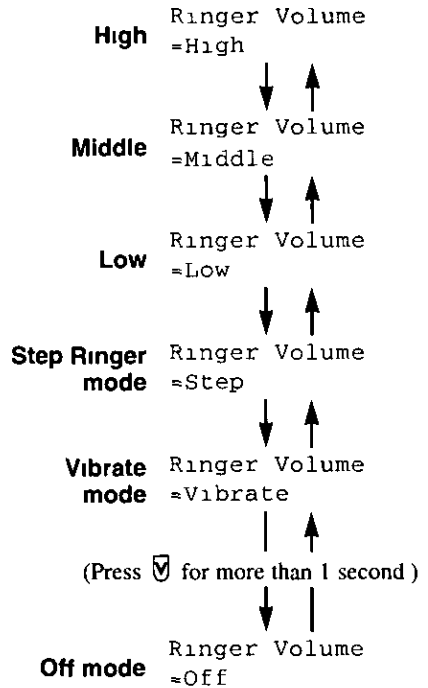 High
Ringer Volume
=High
Middle
Ringer Volume
=Middle
Low
Ringer Volume
=Low
Step Ringer
mode
Ringer Volume
=Step
Vibrate
mode
Ringer Volume
=Vibrate
(Press V for more than 1 second )
Off mode
Ringer Volume
=Off